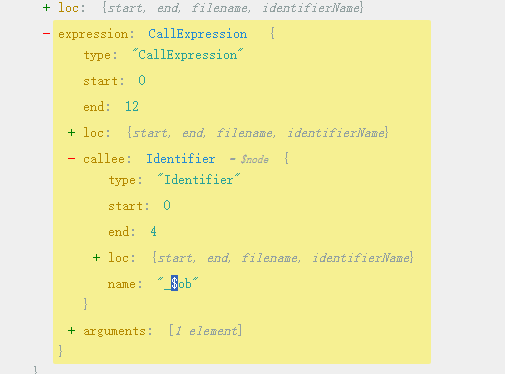 + loc: {start, end, filename, identifierName}
- expression: CallExpression {
type: "CallExpression"
start: 0
end: 12
+ loc: {start, end, filename, identifierName}
- callee: Identifier = $node {
type: "Identifier"
start: 0
end: 4
+ loc: {start, end, filename, identifierName}
name: "_$ob"
}
+ arguments: [1 element]
}
}